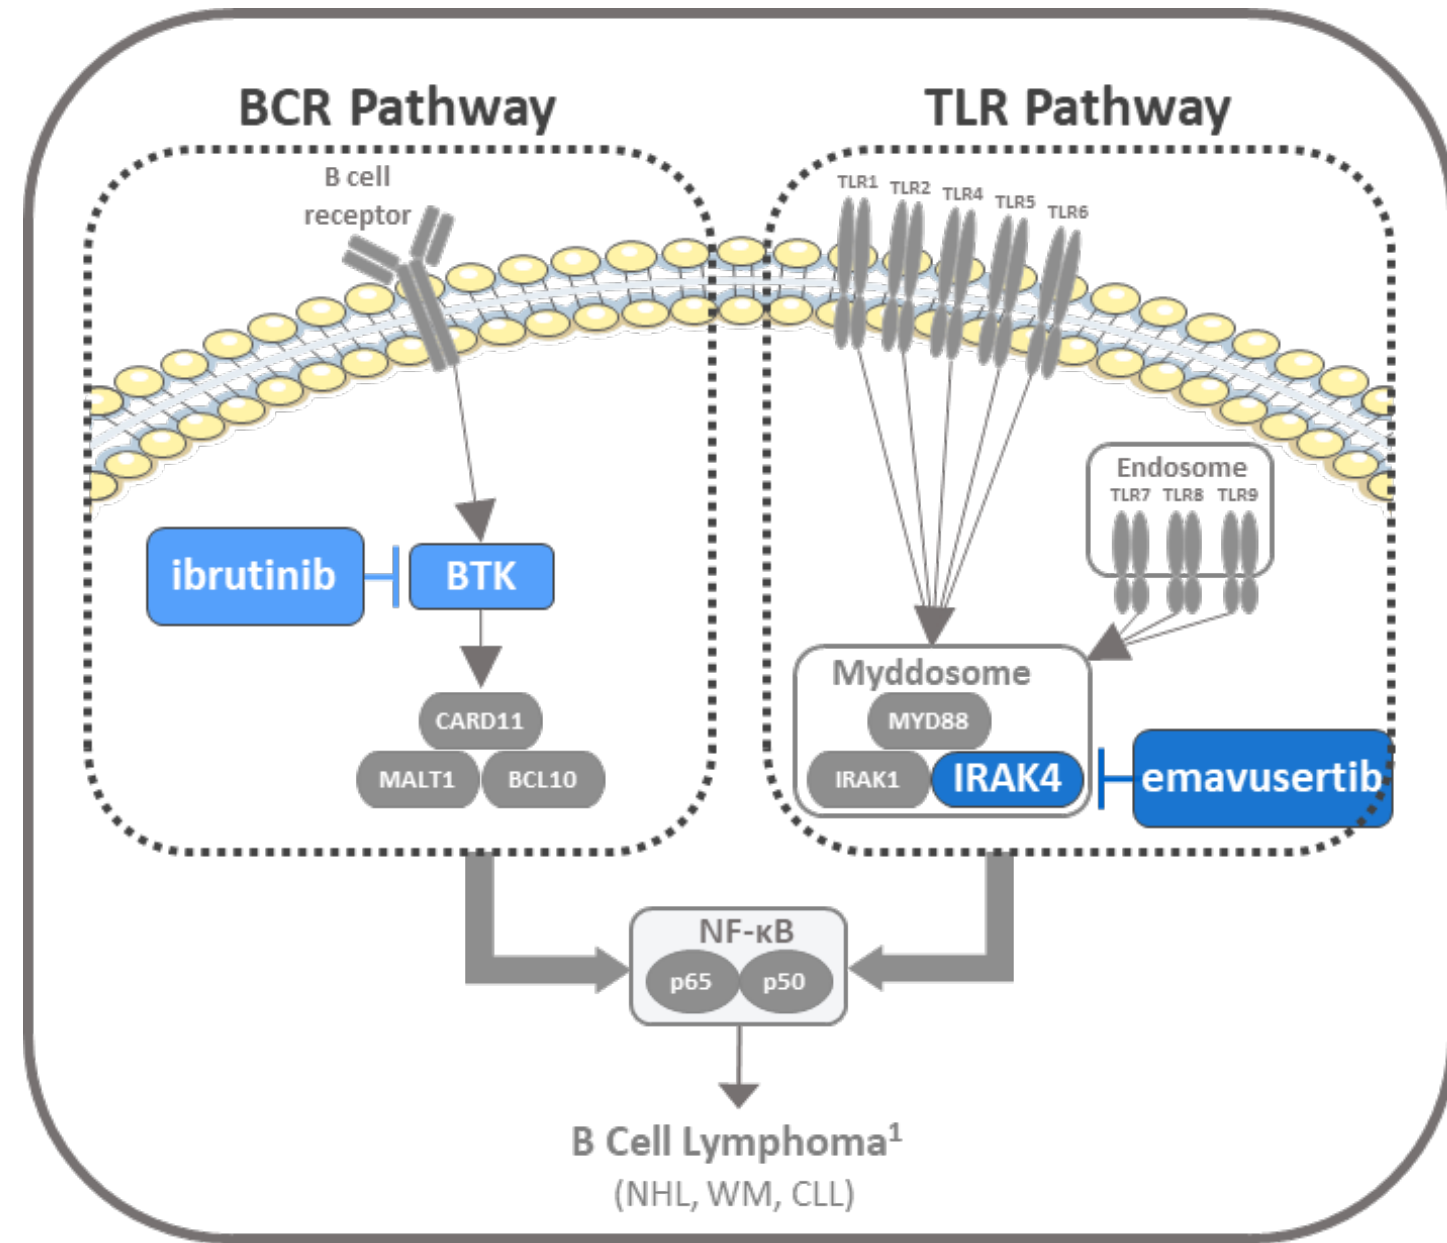 BCR Pathway
TLR Pathway
B cell
receptor
TLR1
TLR2
TLR4
TLR5
TLR6
Endosome
TLR7 TLR8 TLR9
ibrutinib
BTK
CARD11
MALT1
BCL10
Myddosome
MYD88
IRAK1
IRAK4
emavusertib
NF-κB
p65
p50
B Cell Lymphoma¹
(NHL, WM, CLL)